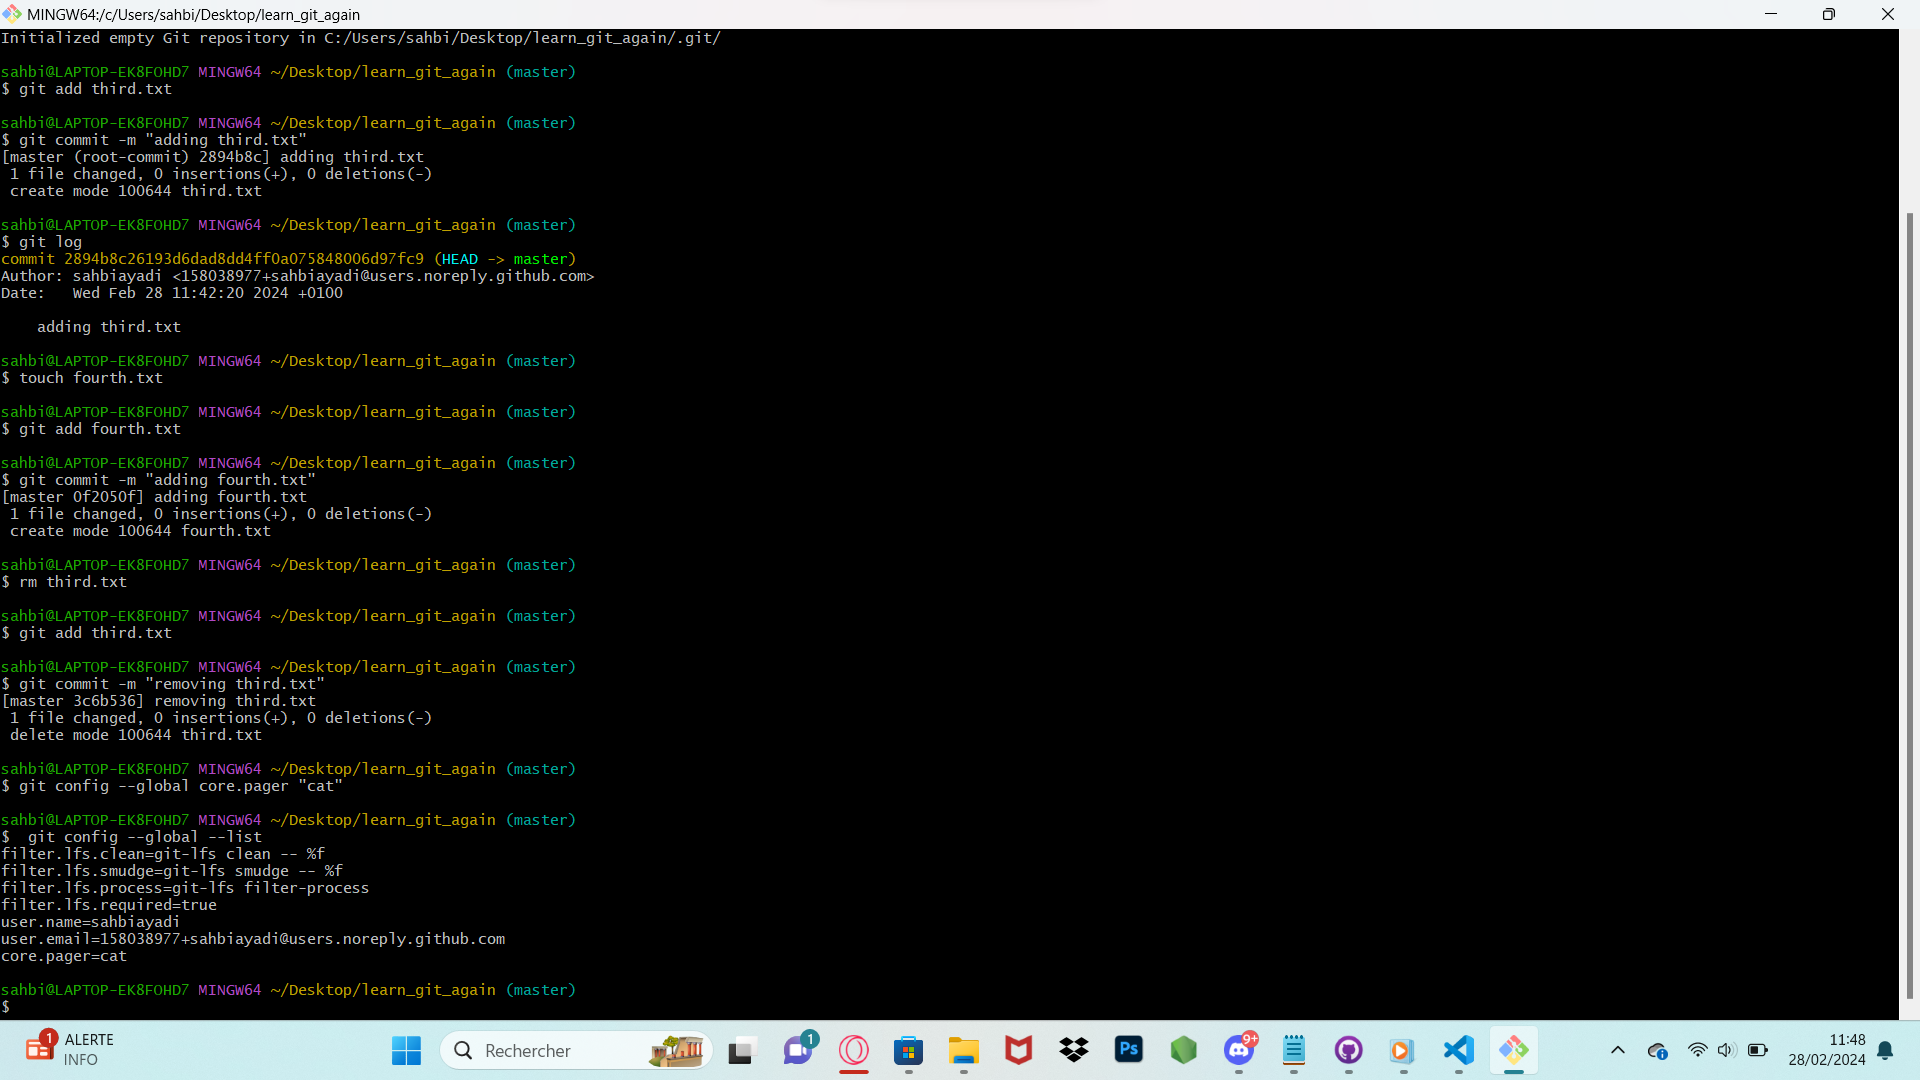 MINGW64:/c/Users/sahbi/Desktop/learn_git_again
Initialized empty Git repository in C:/Users/sahbi/Desktop/learn_git_again/.git/
sahbi@LAPTOP-EK8FOHD7 MINGW64 ~/Desktop/learn_git_again (master)
$ git add third.txt
sahbi@LAPTOP-EK8FOHD7 MINGW64 ~/Desktop/learn_git_again (master)
$ git commit -m "adding third.txt"
[master (root-commit) 2894b8c] adding third.txt
1 file changed, 0 insertions(+), 0 deletions(-)
create mode 100644 third.txt
sahbi@LAPTOP-EK8FOHD7 MINGW64 ~/Desktop/learn_git_again (master)
$ git log
commit 2894b8c26193d6dad8dd4ff0a075848006d97fc9 (HEAD -> master)
Author: sahbiayadi <158038977+sahbiayadi@users.noreply.github.com>
Date:   Wed Feb 28 11:42:20 2024 +0100
adding third.txt
sahbi@LAPTOP-EK8FOHD7 MINGW64 ~/Desktop/learn_git_again (master)
$ touch fourth.txt
sahbi@LAPTOP-EK8FOHD7 MINGW64 ~/Desktop/learn_git_again (master)
$ git add fourth.txt
sahbi@LAPTOP-EK8FOHD7 MINGW64 ~/Desktop/learn_git_again (master)
$ git commit -m "adding fourth.txt"
[master 0f2050f] adding fourth.txt
1 file changed, 0 insertions(+), 0 deletions(-)
create mode 100644 fourth.txt
sahbi@LAPTOP-EK8FOHD7 MINGW64 ~/Desktop/learn_git_again (master)
$ rm third.txt
sahbi@LAPTOP-EK8FOHD7 MINGW64 ~/Desktop/learn_git_again (master)
$ git add third.txt
sahbi@LAPTOP-EK8FOHD7 MINGW64 ~/Desktop/learn_git_again (master)
$ git commit -m "removing third.txt"
[master 3c6b536] removing third.txt
1 file changed, 0 insertions(+), 0 deletions(-)
delete mode 100644 third.txt
sahbi@LAPTOP-EK8FOHD7 MINGW64 ~/Desktop/learn_git_again (master)
$ git config --global core.pager "cat"
sahbi@LAPTOP-EK8FOHD7 MINGW64 ~/Desktop/learn_git_again (master)
$  git config --global --list
filter.lfs.clean=git-lfs clean -- %f
filter.lfs.smudge=git-lfs smudge -- %f
filter.lfs.process=git-lfs filter-process
filter.lfs.required=true
user.name=sahbiayadi
user.email=158038977+sahbiayadi@users.noreply.github.com
core.pager=cat
sahbi@LAPTOP-EK8FOHD7 MINGW64 ~/Desktop/learn_git_again (master)
$
1
ALERTE
INFO
Rechercher
1
Ps
9+
11:48
28/02/2024